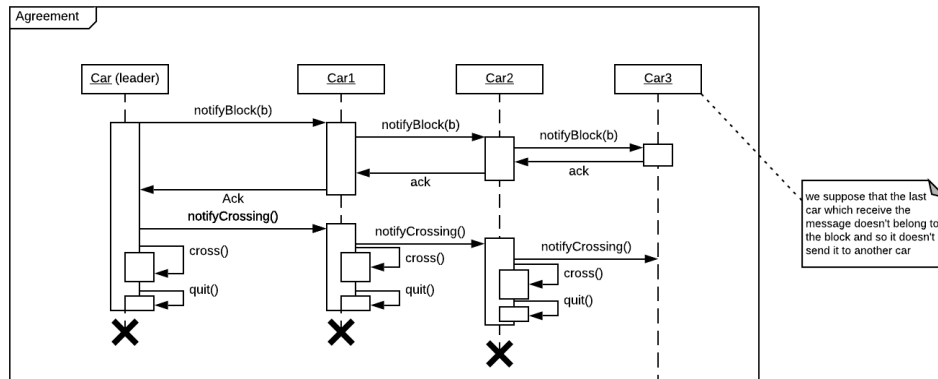 Agreement
Car (leader)
Car1
Car2
Car3
notifyBlock(b)
notifyBlock(b)
notifyBlock(b)
ack
ack
Ack
notifyCrossing()
notifyCrossing()
notifyCrossing()
cross()
cross()
cross()
quit()
quit()
quit()
we suppose that the last
car which receive the
message doesn't belong to
the block and so it doesn't
send it to another car